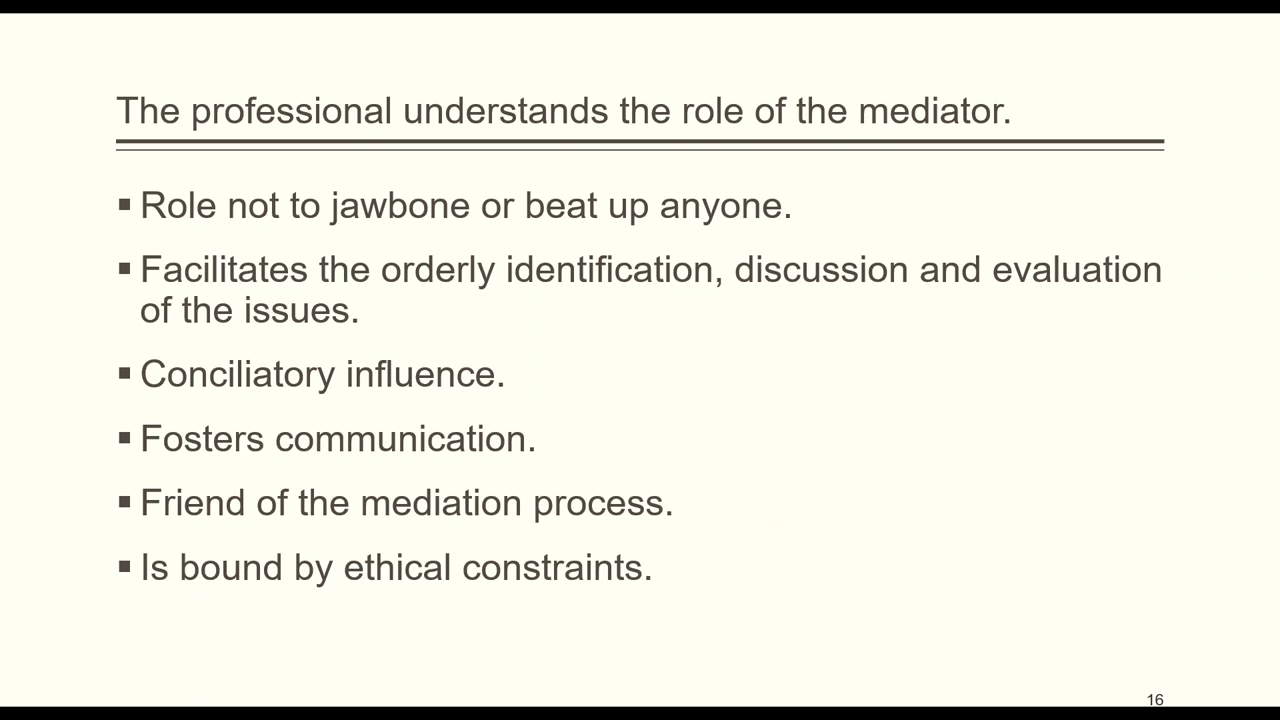 The professional understands the role of the mediator.
▪ Role not to jawbone or beat up anyone.
▪ Facilitates the orderly identification, discussion and evaluation
of the issues.
▪ Conciliatory influence.
▪ Fosters communication.
▪ Friend of the mediation process.
▪ Is bound by ethical constraints.
16